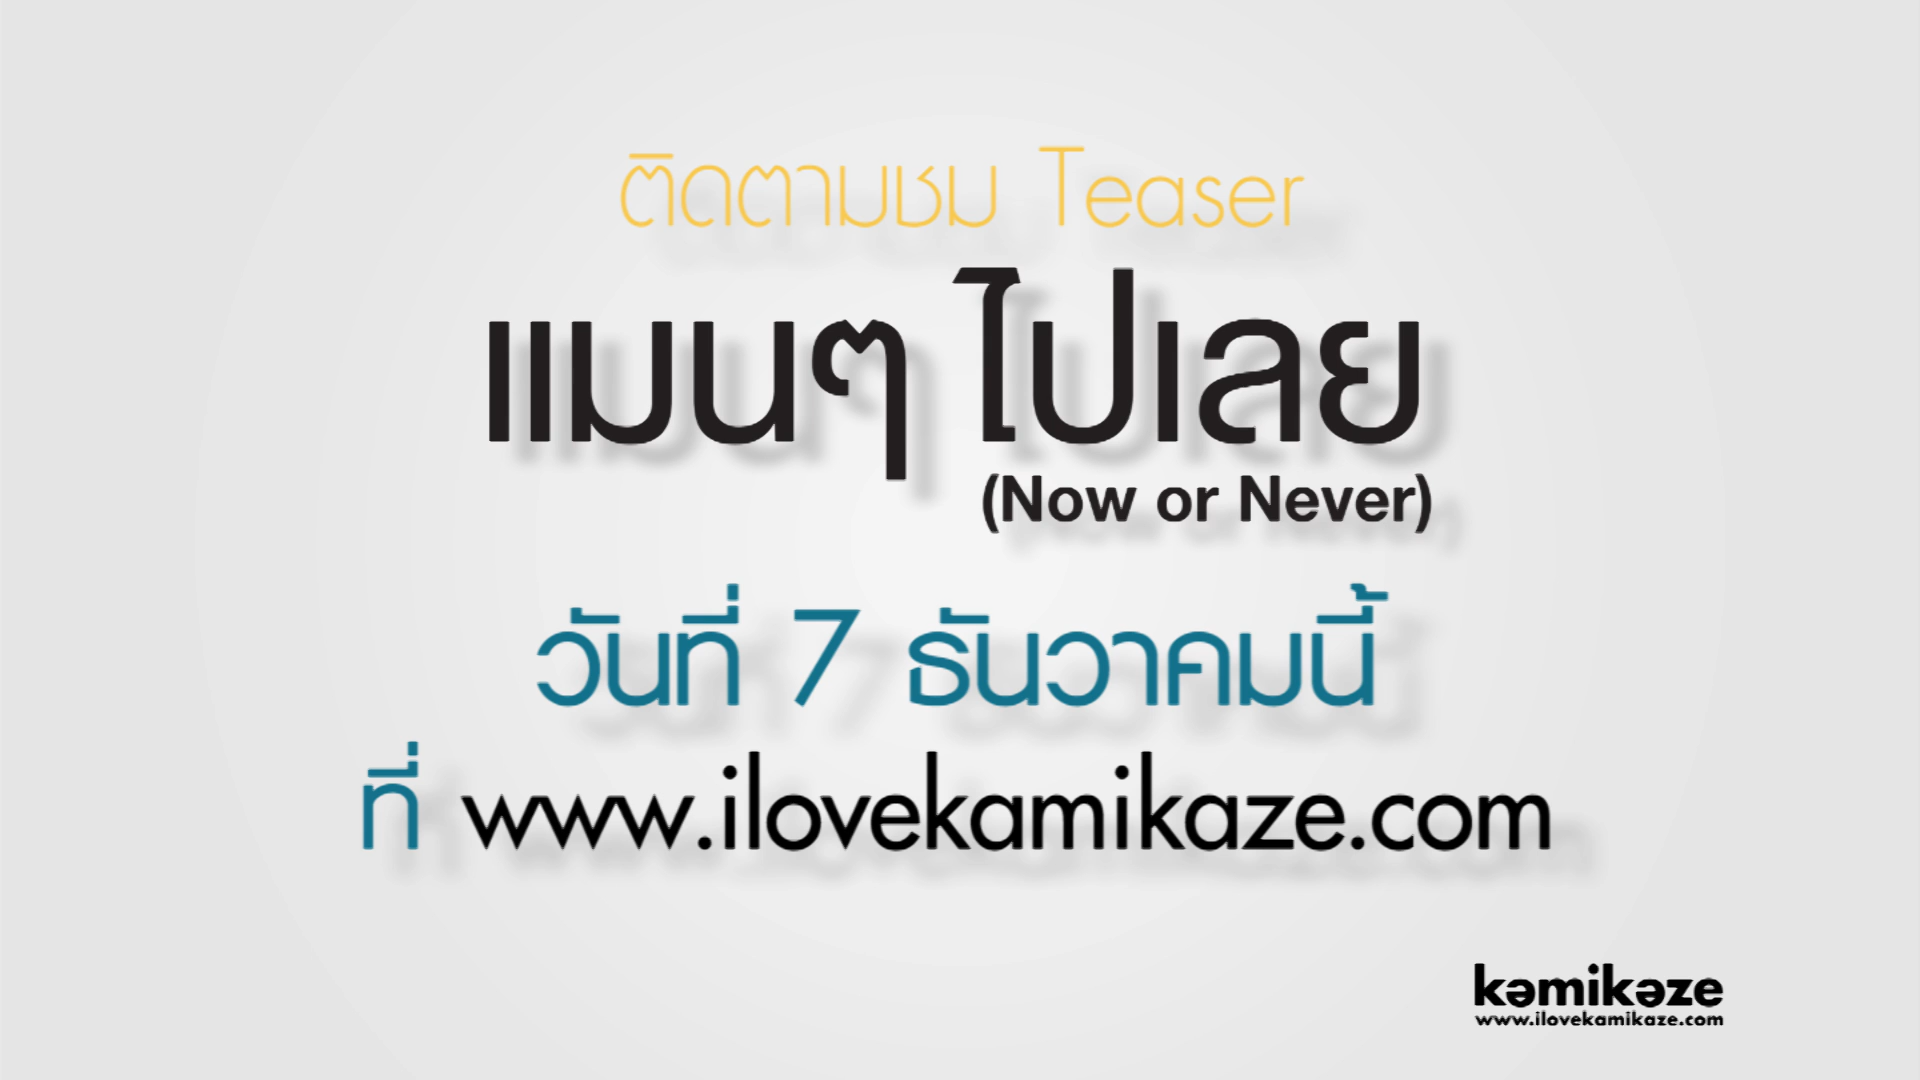 ติดตามชม Teaser
แมนๆ ไปเลย
(Now or Never)
วันที่ 7 ธันวาคมนี้
ที่ www.ilovekamikaze.com
kəmikəze
www.ilovekamikaze.com